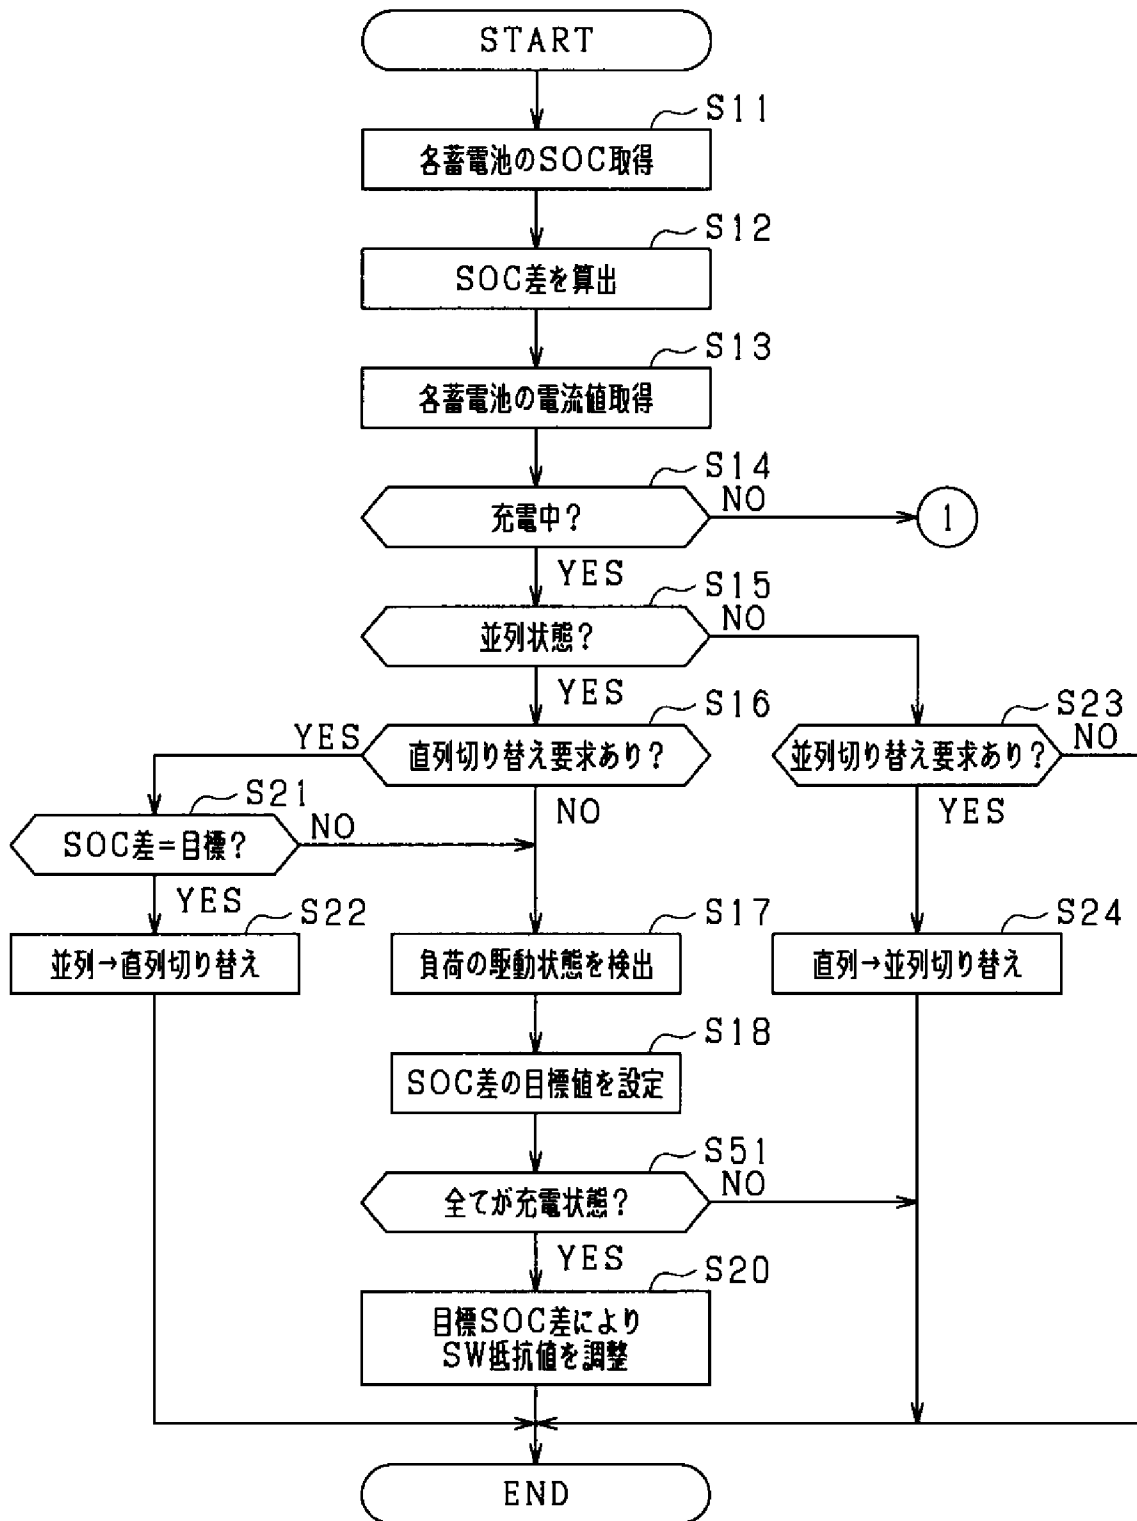 START
S11
各蓄電池のSOC取得
S12
SOC差を算出
S13
各蓄電池の電流値取得
S14
充電中?
NO
1
YES
S15
並列状態?
NO
YES
S16
直列切り替え要求あり?
YES
NO
S23
並列切り替え要求あり?
NO
YES
S21
SOC差=目標?
NO
YES
S22
並列→直列切り替え
S17
負荷の駆動状態を検出
S24
直列→並列切り替え
S18
SOC差の目標値を設定
S51
全てが充電状態?
NO
YES
S20
目標SOC差により
SW抵抗値を調整
END